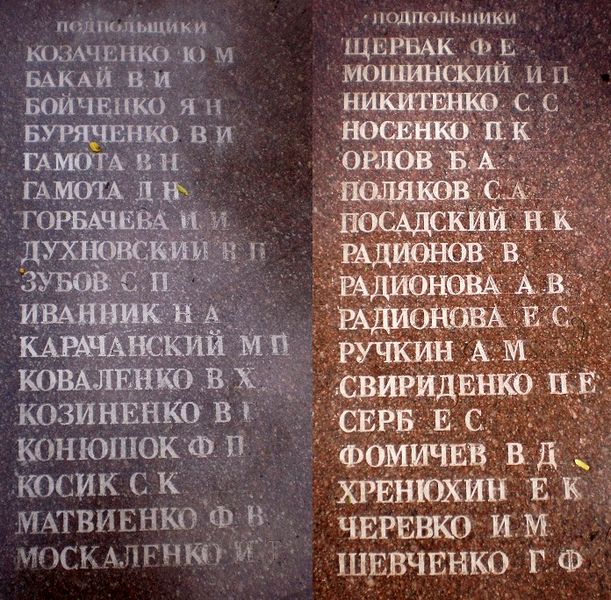 ПОДПОЛЬЩИКИ
КОЗАЧЕНКО Ю М
БАКАЙ В И
БОЙЧЕНКО Я Н
БУРЯЧЕНКО В И
ГАМОТА В Н
ГАМОТА Д Н
ГОРБАЧЕВА И И
ДУХНОВСКИЙ В П
ЗУБОВ С П
ИВАННИК Н А
КАРАЧАНСКИЙ М П
КОВАЛЕНКО В Х
КОЗИНЕНКО В
КОНЮШОК Ф П
КОСИК С К
МАТВИЕНКО Ф В
МОСКАЛЕНКО И
ПОДПОЛЬЩИКИ
ЩЕРБАК Ф Е
МОШИНСКИЙ И П
НИКИТЕНКО С С
НОСЕНКО П К
ОРЛОВ Б А
ПОЛЯКОВ С А
ПОСАДСКИЙ Н К
РАДИОНОВ В
РАДИОНОВА А В
РАДИОНОВА Е С
РУЧКИН А М
СВИРИДЕНКО П Е
СЕРБ Е С
ФОМИЧЕВ В Д
ХРЕНЮХИН Е К
ЧЕРЕВКО И М
ШЕВЧЕНКО Г Ф